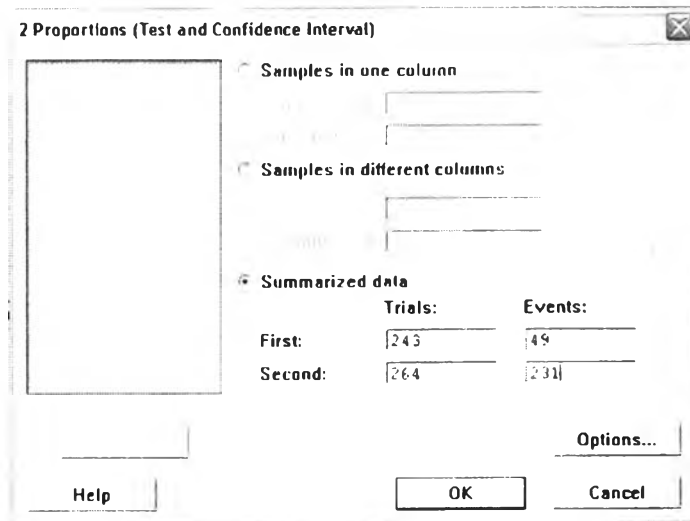 2 Proportions (Test and Confidence Interval)
Samples in one column
Samples in different columns
Summarized data
Trials: Events:
First: 243 49
Second: 264 231
Options...
Help OK Cancel